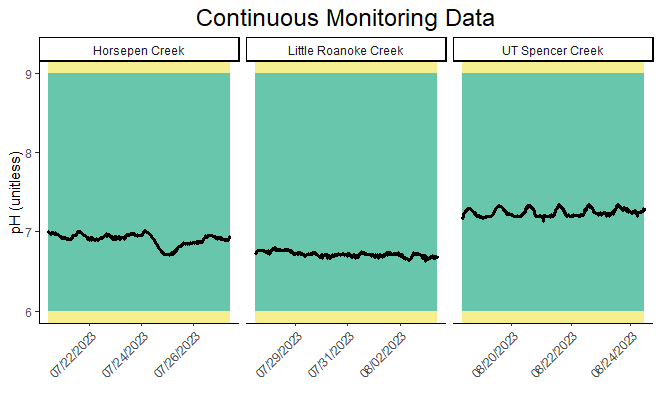 Continuous Monitoring Data
Horsepen Creek
Little Roanoke Creek
UT Spencer Creek
pH (unitless)
9
8
7
6
07/22/2023
07/24/2023
07/26/2023
07/29/2023
07/31/2023
08/02/2023
08/20/2023
08/22/2023
08/24/2023